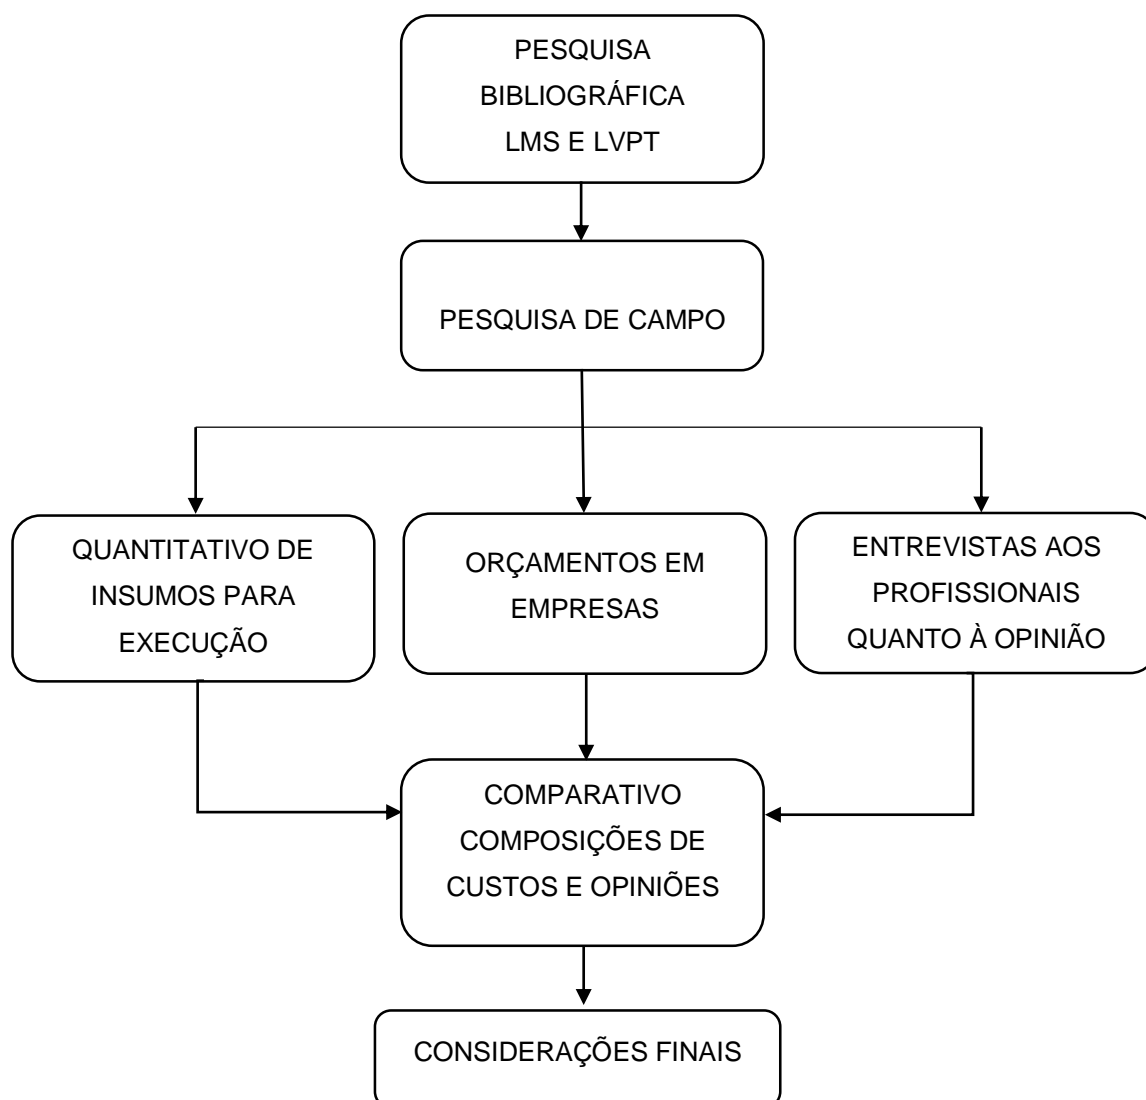 PESQUISA
BIBLIOGRÁFICA
LMS E LVPT
PESQUISA DE CAMPO
QUANTITATIVO DE
INSUMOS PARA
EXECUÇÃO
ORÇAMENTOS EM
EMPRESAS
ENTREVISTAS AOS
PROFISSIONAIS
QUANTO À OPINIÃO
COMPARATIVO
COMPOSIÇÕES DE
CUSTOS E OPINIÕES
CONSIDERAÇÕES FINAIS